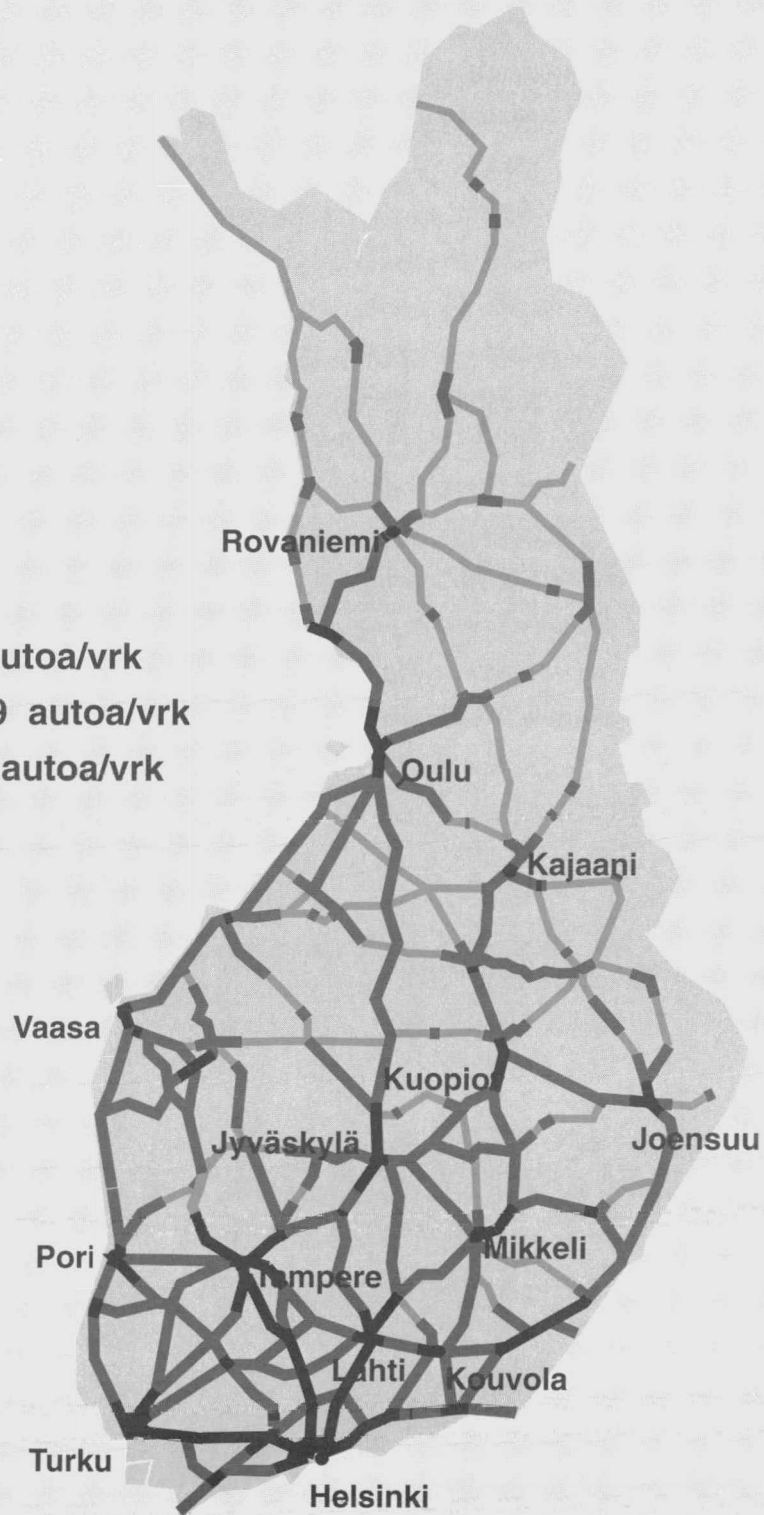 Rovaniemi
autoa/vrk
9 autoa/vrk
autoa/vrk
Oulu
Kajaani
Vaasa
Kuopio
Jyväskylä
Joensuu
Pori
Mikkeli
Tampere
Lahti
Kouvola
Turku
Helsinki